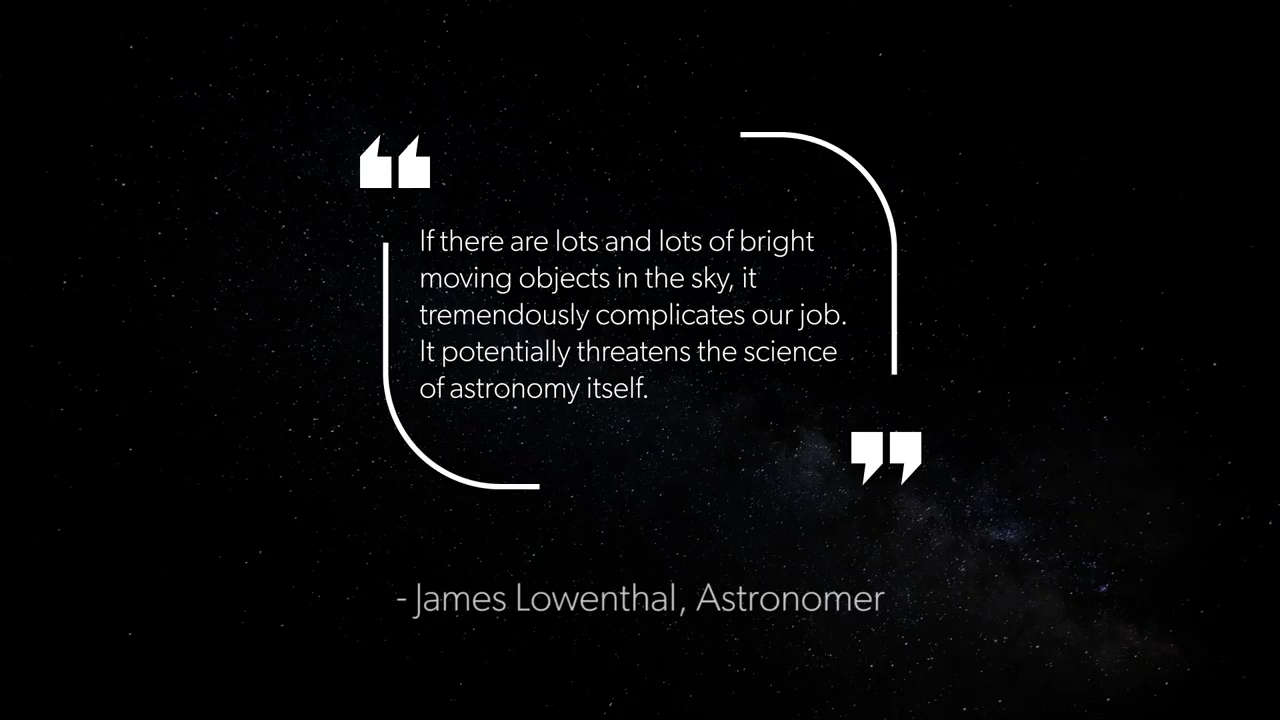 “
If there are lots and lots of bright
moving objects in the sky, it
tremendously complicates our job.
It potentially threatens the science
of astronomy itself.
”
- James Lowenthal, Astronomer